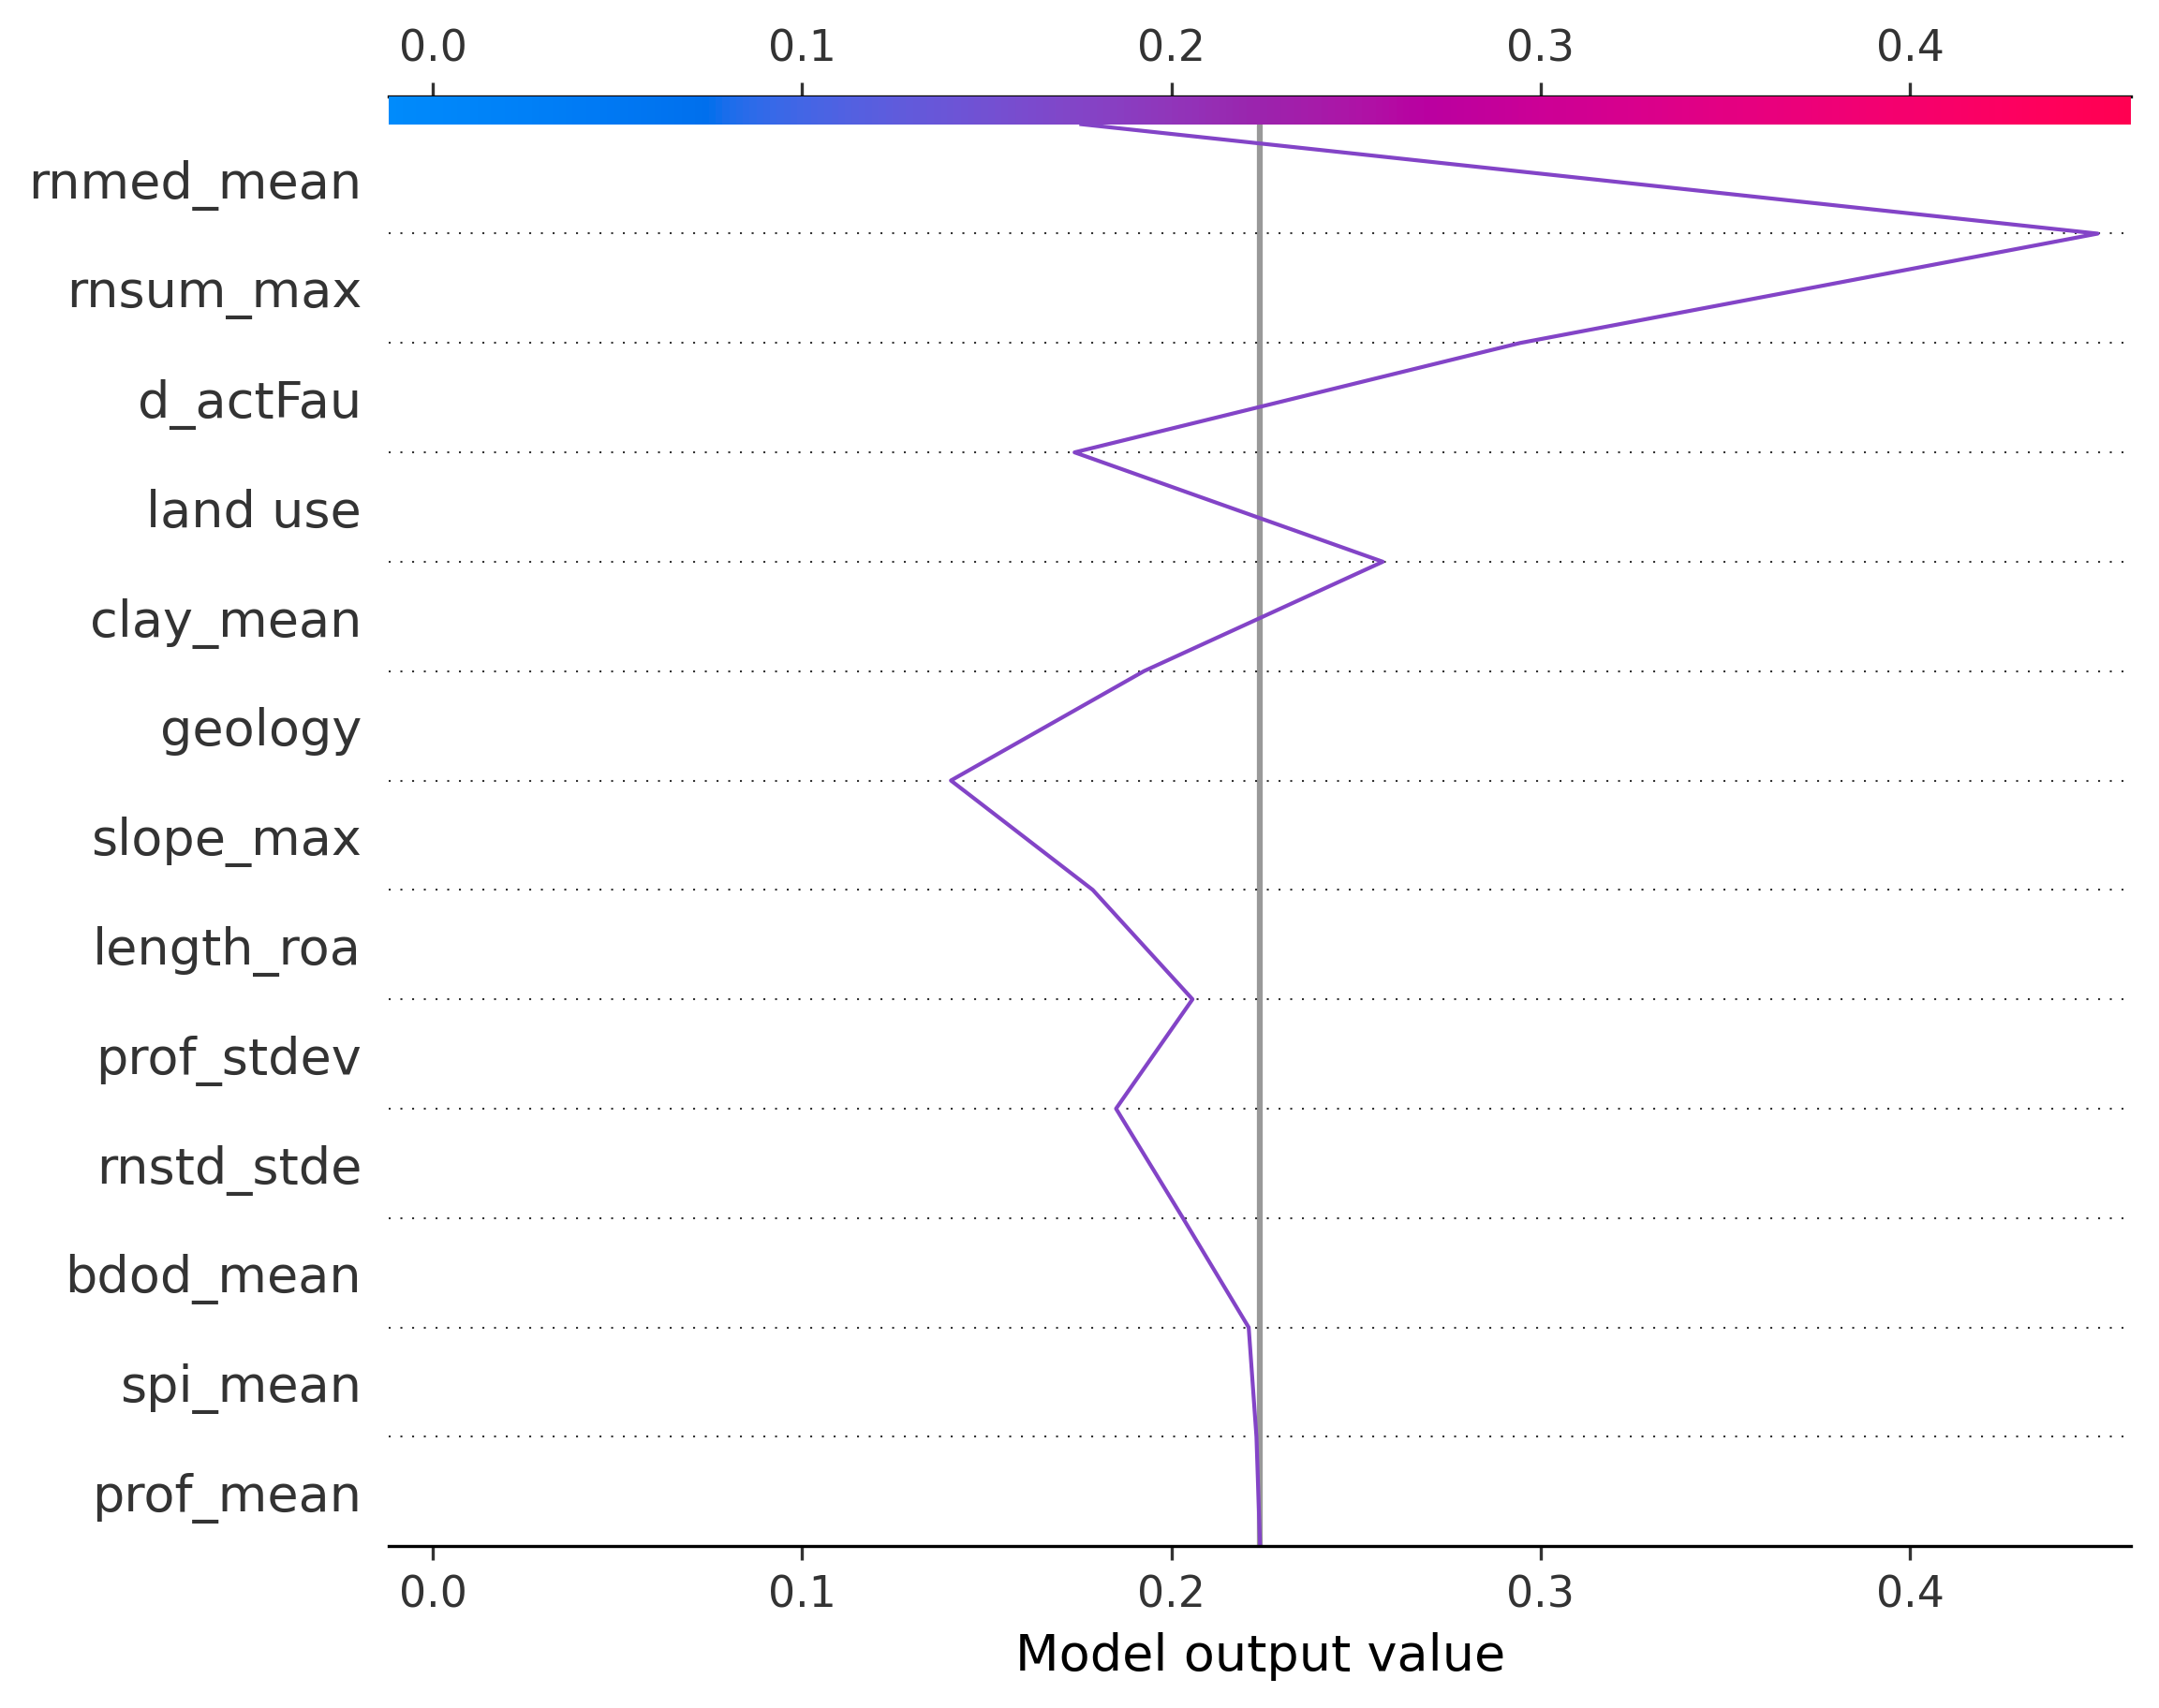 0.0 0.1 0.2 0.3 0.4
rnmed_mean
rnsum_max
d_actFau
land use
clay_mean
geology
slope_max
length_roa
prof_stdev
rnstd_stde
bdod_mean
spi_mean
prof_mean
0.0 0.1 0.2 0.3 0.4
Model output value